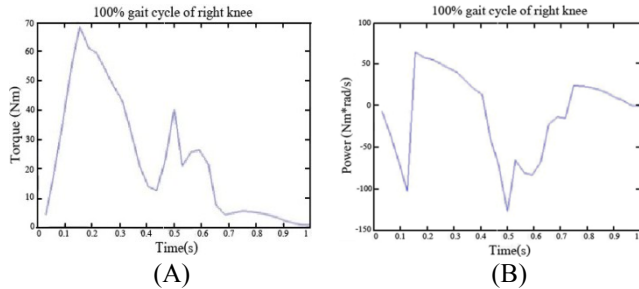 100% gait cycle of right knee
70
60
50
40
30
20
10
0
Torque (Nm)
0 0.1 0.2 0.3 0.4 0.5 0.6 0.7 0.8 0.9 1
Time(s)
(A)
100% gait cycle of right knee
100
50
0
-50
-100
-150
Power (Nm*rad/s)
0 0.1 0.2 0.3 0.4 0.5 0.6 0.7 0.8 0.9 1
Time(s)
(B)